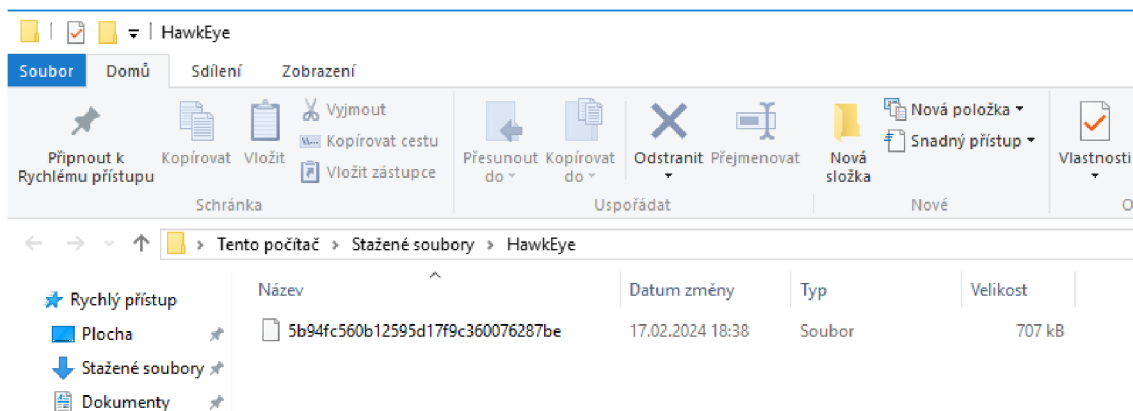 HawkEye
Soubor Domů Sdílení Zobrazení
Připnout k Rychlému přístupu
Kopírovat
Vložit
Vyjmout
Kopírovat cestu
Vložit zástupce
Schránka
Přesunout do
Kopírovat do
Odstranit
Přejmenovat
Uspořádat
Nová složka
Nová položka
Snadný přístup
Nové
Vlastnosti
O
Tento počítač › Stažené soubory › HawkEye
Název Datum změny Typ Velikost
5b94fc560b12595d17f9c360076287be 17.02.2024 18:38 Soubor 707 kB
Rychlý přístup
Plocha
Stažené soubory
Dokumenty